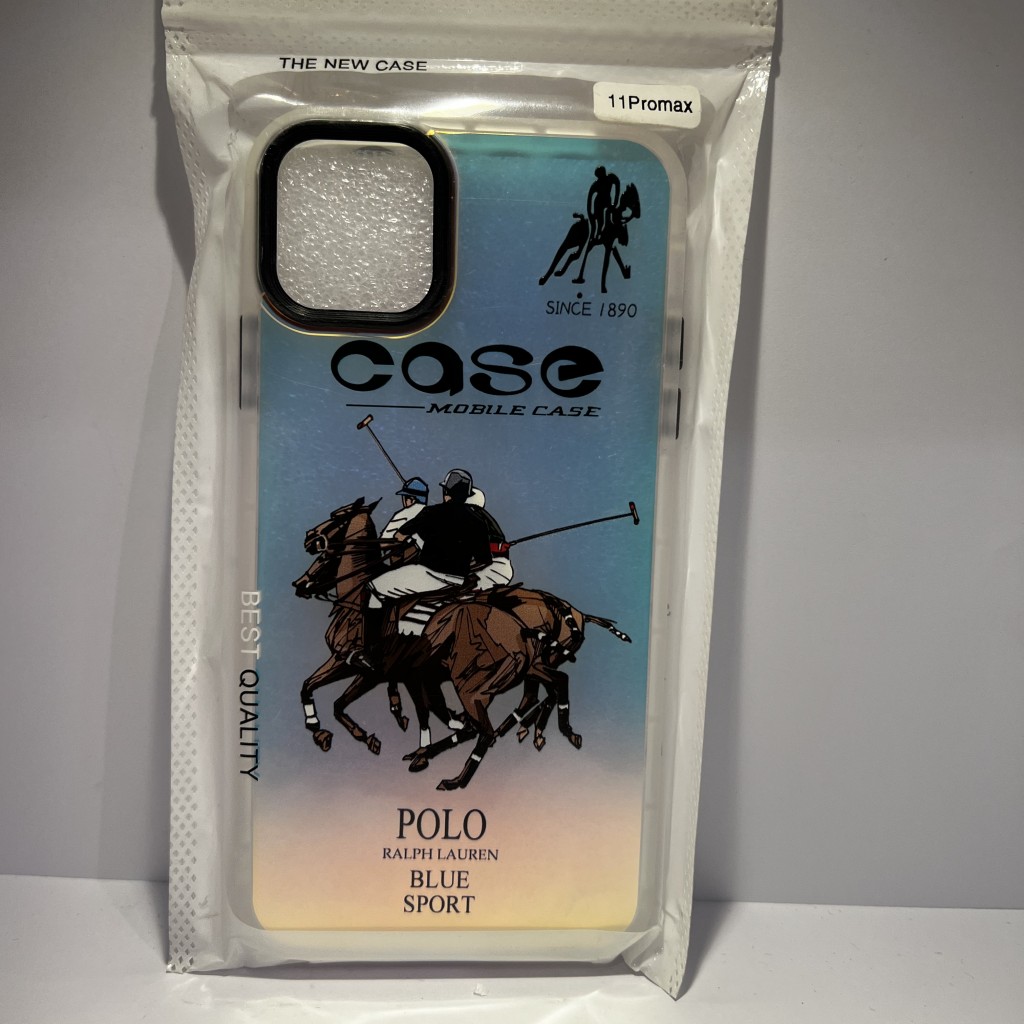 THE NEW CASE
11Promax
SINCE 1890
case
MOBILE CASE
BEST QUALITY
POLO
RALPH LAUREN
BLUE
SPORT